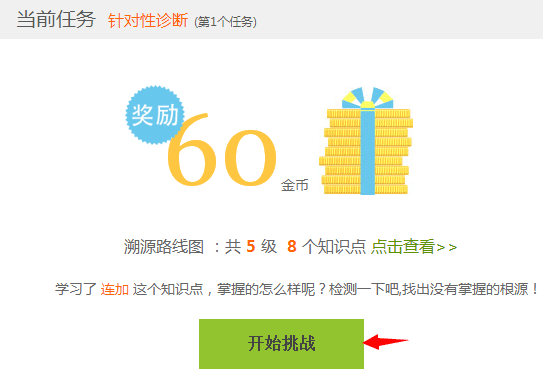 当前任务 针对性诊断 (第1个任务)
奖励
60 金币
溯源路线图 ：共 5 级 8 个知识点 点击查看>>
学习了 连加 这个知识点，掌握的怎么样呢？检测一下吧,找出没有掌握的根源！
开始挑战